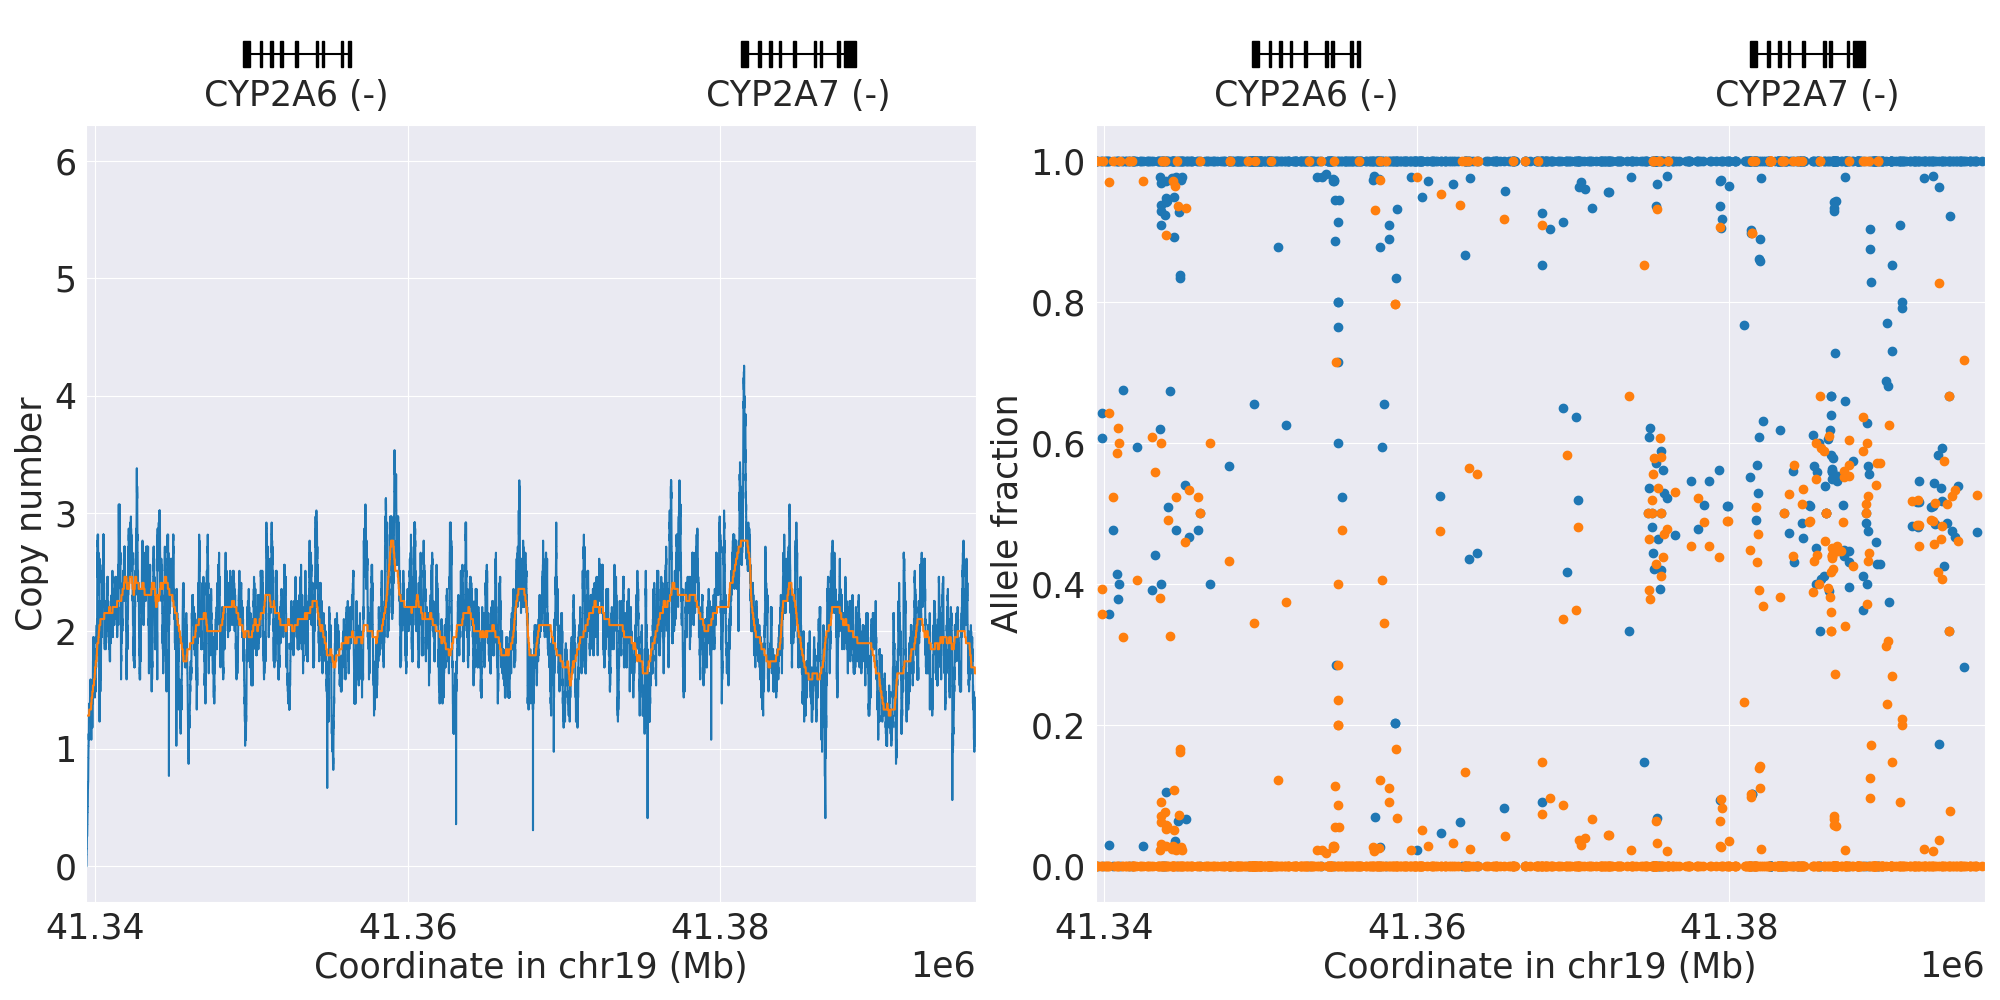 CYP2A6 (-) CYP2A7 (-)
CYP2A6 (-) CYP2A7 (-)
Copy number
6
5
4
3
2
1
0
41.34 41.36 41.38
Coordinate in chr19 (Mb) 1e6
Allele fraction
1.0
0.8
0.6
0.4
0.2
0.0
41.34 41.36 41.38
Coordinate in chr19 (Mb) 1e6